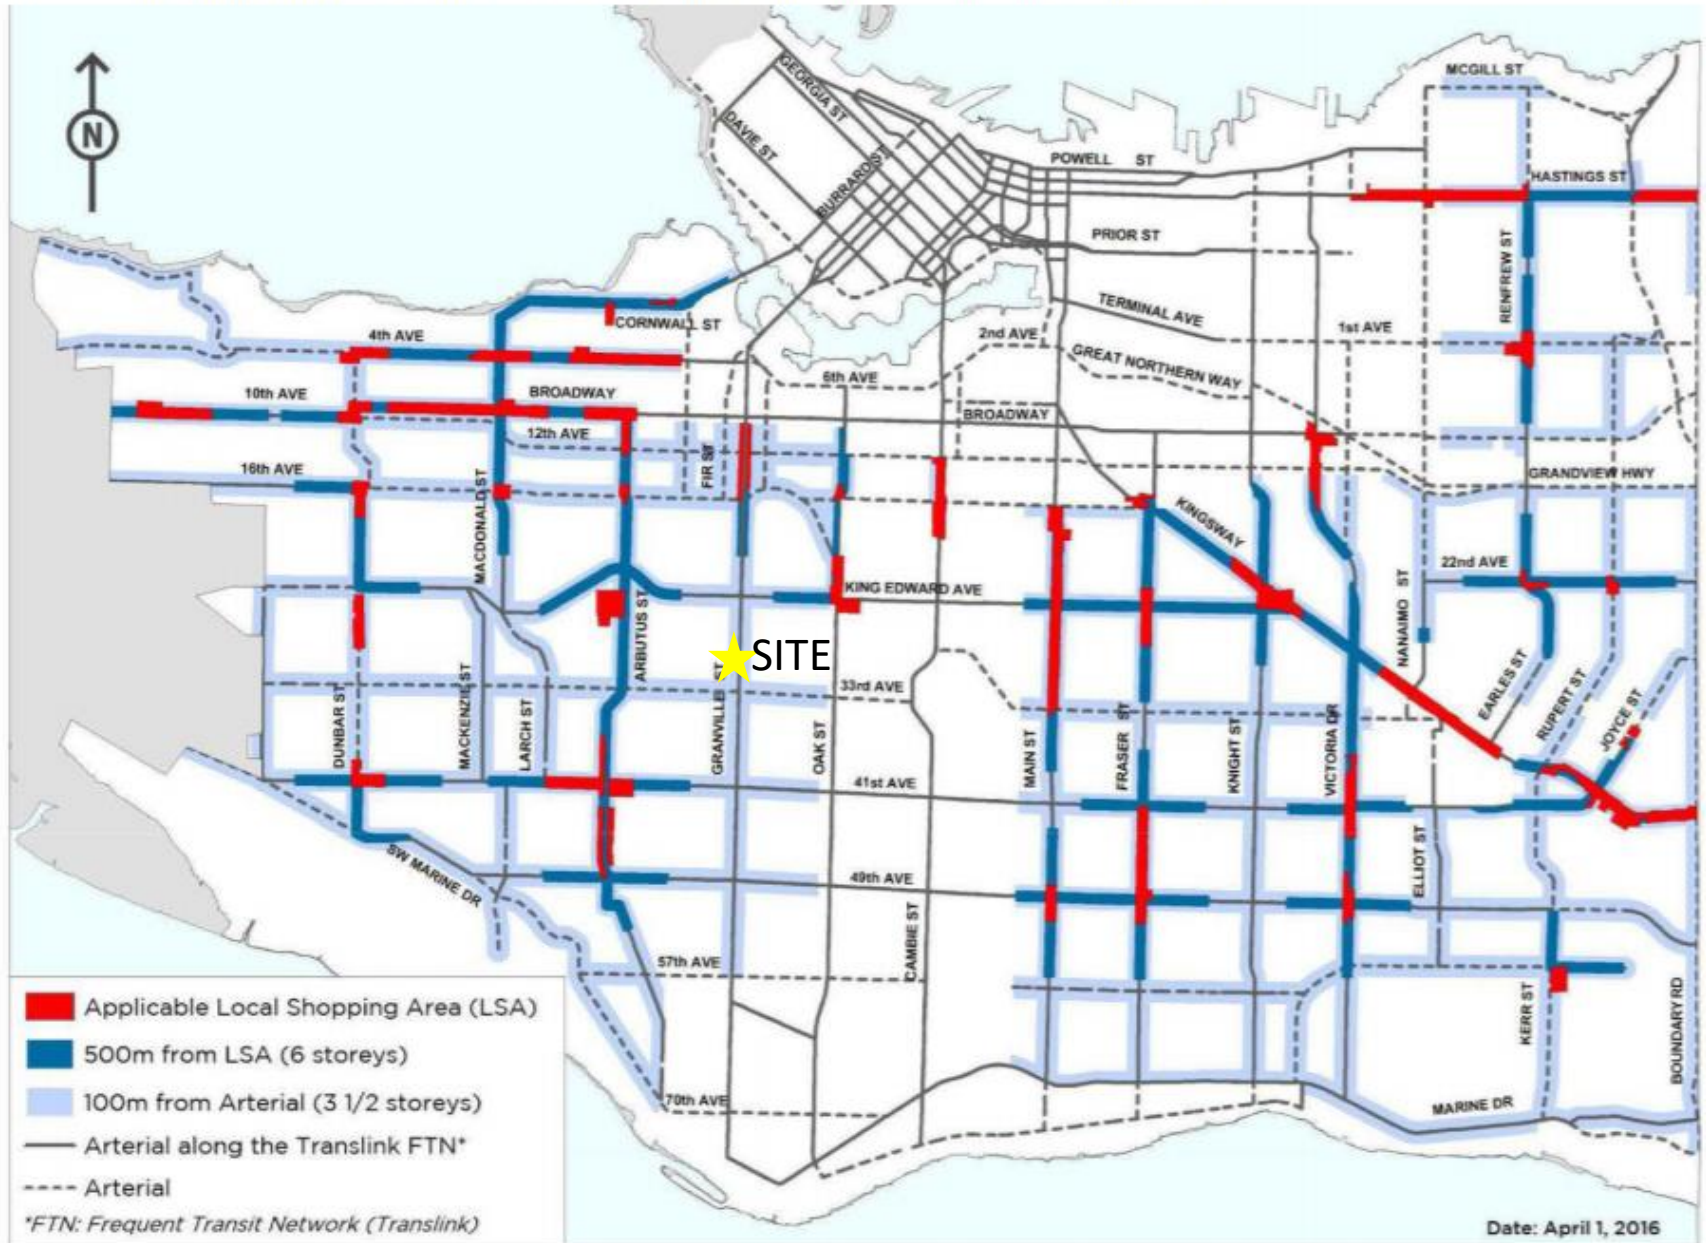 MCGILL ST
GEORGIA ST
DAVIE ST
BURRARD ST
N
POWELL ST
HASTINGS ST
PRIOR ST
RENFREW ST
TERMINAL AVE
1st AVE
2nd AVE
CORNWALL ST
4th AVE
GREAT NORTHERN WAY
6th AVE
10th AVE
BROADWAY
BROADWAY
12th AVE
FIR ST
16th AVE
GRANDVIEW HWY
MACDONALD ST
KINGSWAY
22nd AVE
KING EDWARD AVE
NANAIMO ST
ARBUTUS ST
SITE
33rd AVE
DUNBAR ST
MACKENZIE ST
LARCH ST
GRANVILLE ST
OAK ST
MAIN ST
FRASER ST
KNIGHT ST
VICTORIA DR
EARLES ST
RUPERT ST
JOYCE ST
41st AVE
ELLIOT ST
SW MARINE DR
49th AVE
CAMBIE ST
57th AVE
KERR ST
BOUNDARY RD
70th AVE
MARINE DR
Applicable Local Shopping Area (LSA)
500m from LSA (6 storeys)
100m from Arterial (3 1/2 storeys)
Arterial along the Translink FTN*
Arterial
*FTN: Frequent Transit Network (Translink)
Date: April 1, 2016